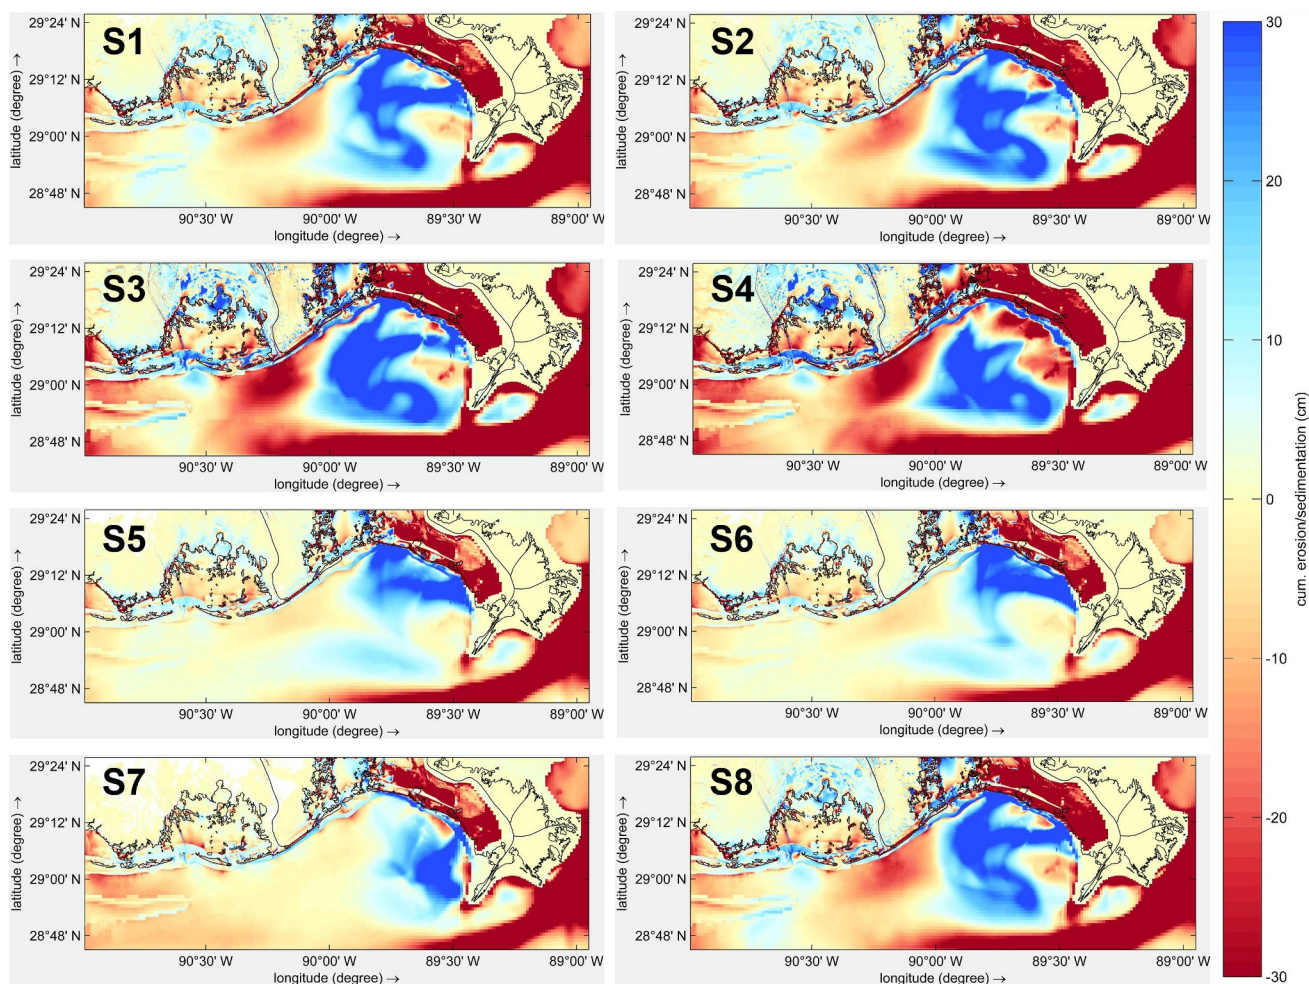 S1
29°24' N
29°12' N
29°00' N
28°48' N
latitude (degree) →
90°30' W
90°00' W
89°30' W
89°00' W
longitude (degree) →
S2
29°24' N
29°12' N
29°00' N
28°48' N
latitude (degree) →
90°30' W
90°00' W
89°30' W
89°00' W
longitude (degree) →
S3
29°24' N
29°12' N
29°00' N
28°48' N
latitude (degree) →
90°30' W
90°00' W
89°30' W
89°00' W
longitude (degree) →
S4
29°24' N
29°12' N
29°00' N
28°48' N
latitude (degree) →
90°30' W
90°00' W
89°30' W
89°00' W
longitude (degree) →
S5
29°24' N
29°12' N
29°00' N
28°48' N
latitude (degree) →
90°30' W
90°00' W
89°30' W
89°00' W
longitude (degree) →
S6
29°24' N
29°12' N
29°00' N
28°48' N
latitude (degree) →
90°30' W
90°00' W
89°30' W
89°00' W
longitude (degree) →
S7
29°24' N
29°12' N
29°00' N
28°48' N
latitude (degree) →
90°30' W
90°00' W
89°30' W
89°00' W
longitude (degree) →
S8
29°24' N
29°12' N
29°00' N
28°48' N
latitude (degree) →
90°30' W
90°00' W
89°30' W
89°00' W
longitude (degree) →
30
20
10
0
-10
-20
-30
cum. erosion/sedimentation (cm)